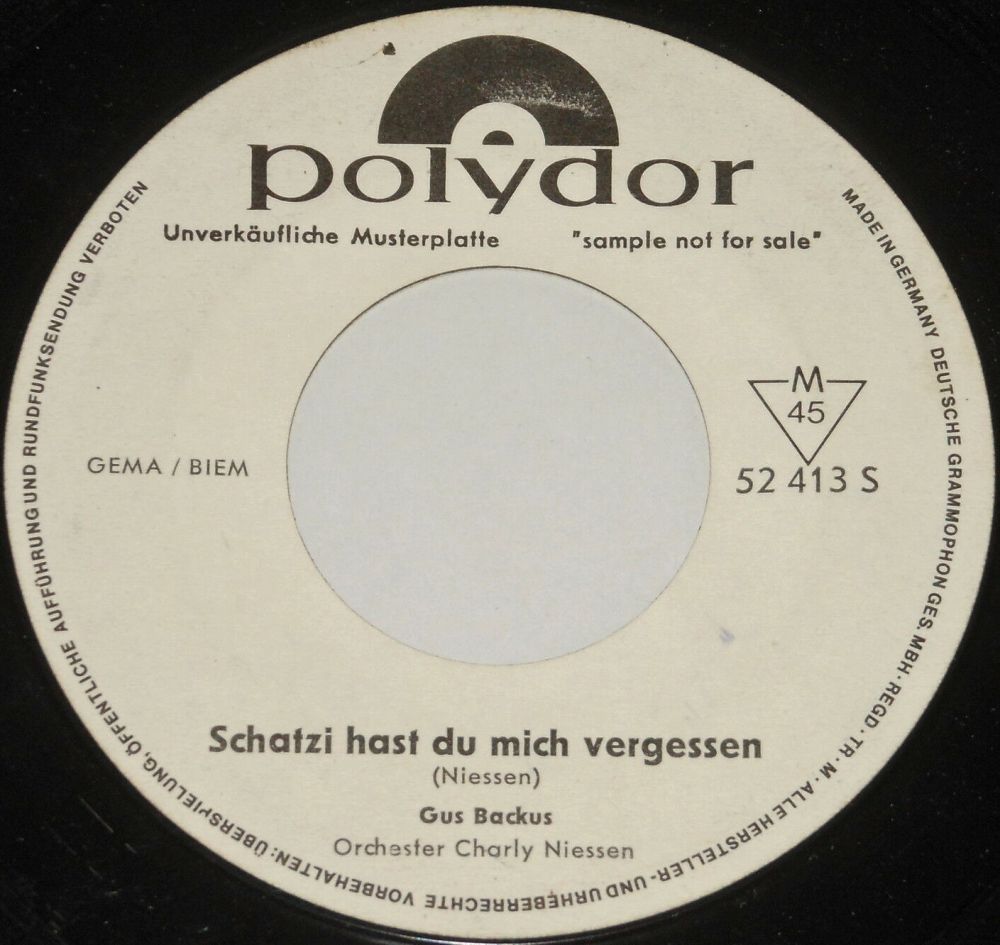 polydor
Unverkäufliche Musterplatte "sample not for sale"
M
45
52 413 S
GEMA / BIEM
Schatzi hast du mich vergessen
(Niessen)
Gus Backus
Orchester Charly Niessen
MADE IN GERMANY DEUTSCHE GRAMMOPHON GES. MBH · REGD · TR · M · ALLE HERSTELLER- UND URHEBERRECHTE VORBEHALTEN: ÜBERSPIELUNG, ÖFFENTLICHE AUFFÜHRUNG UND RUNDFUNKSENDUNG VERBOTEN